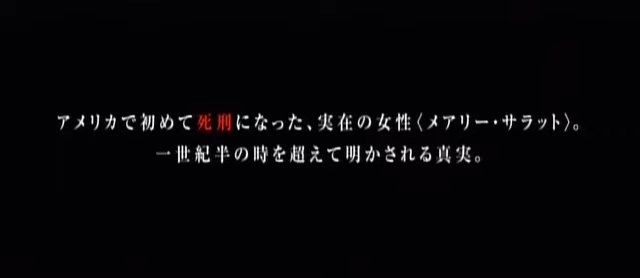 アメリカで初めて死刑になった、実在の女性〈メアリー・サラット〉。
一世紀半の時を超えて明かされる真実。